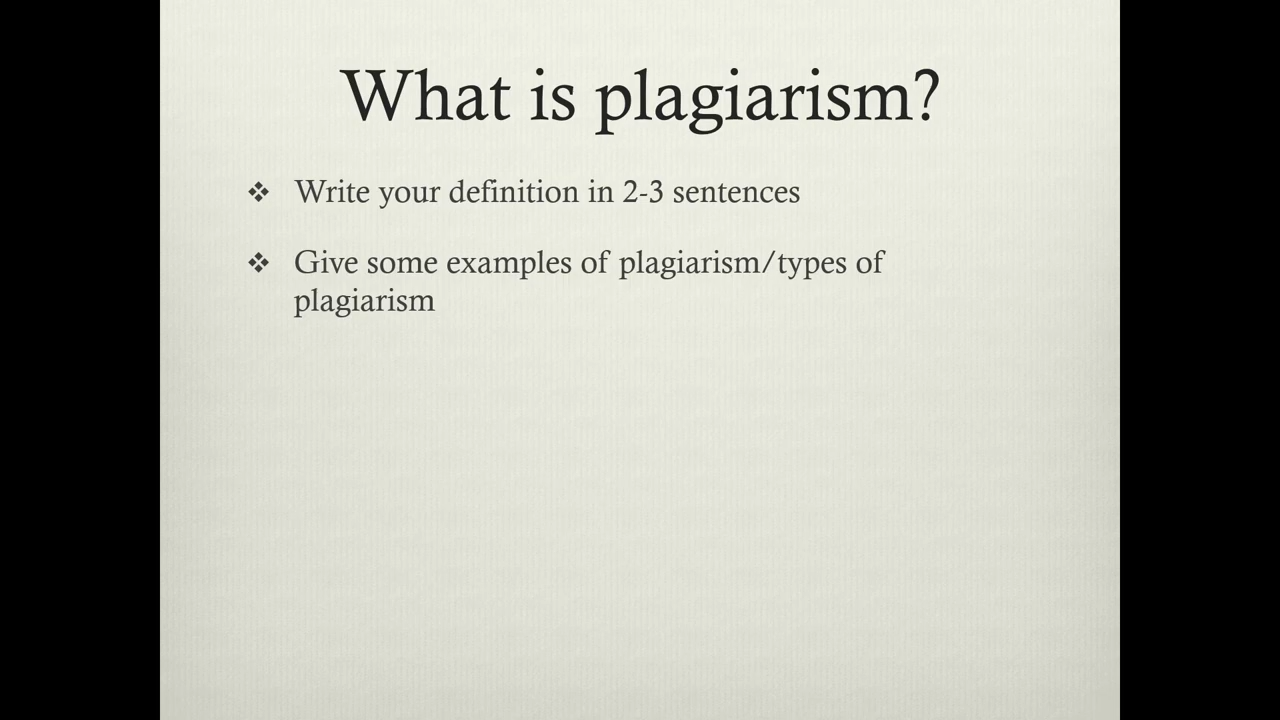 What is plagiarism?
❖ Write your definition in 2-3 sentences
❖ Give some examples of plagiarism/types of
plagiarism